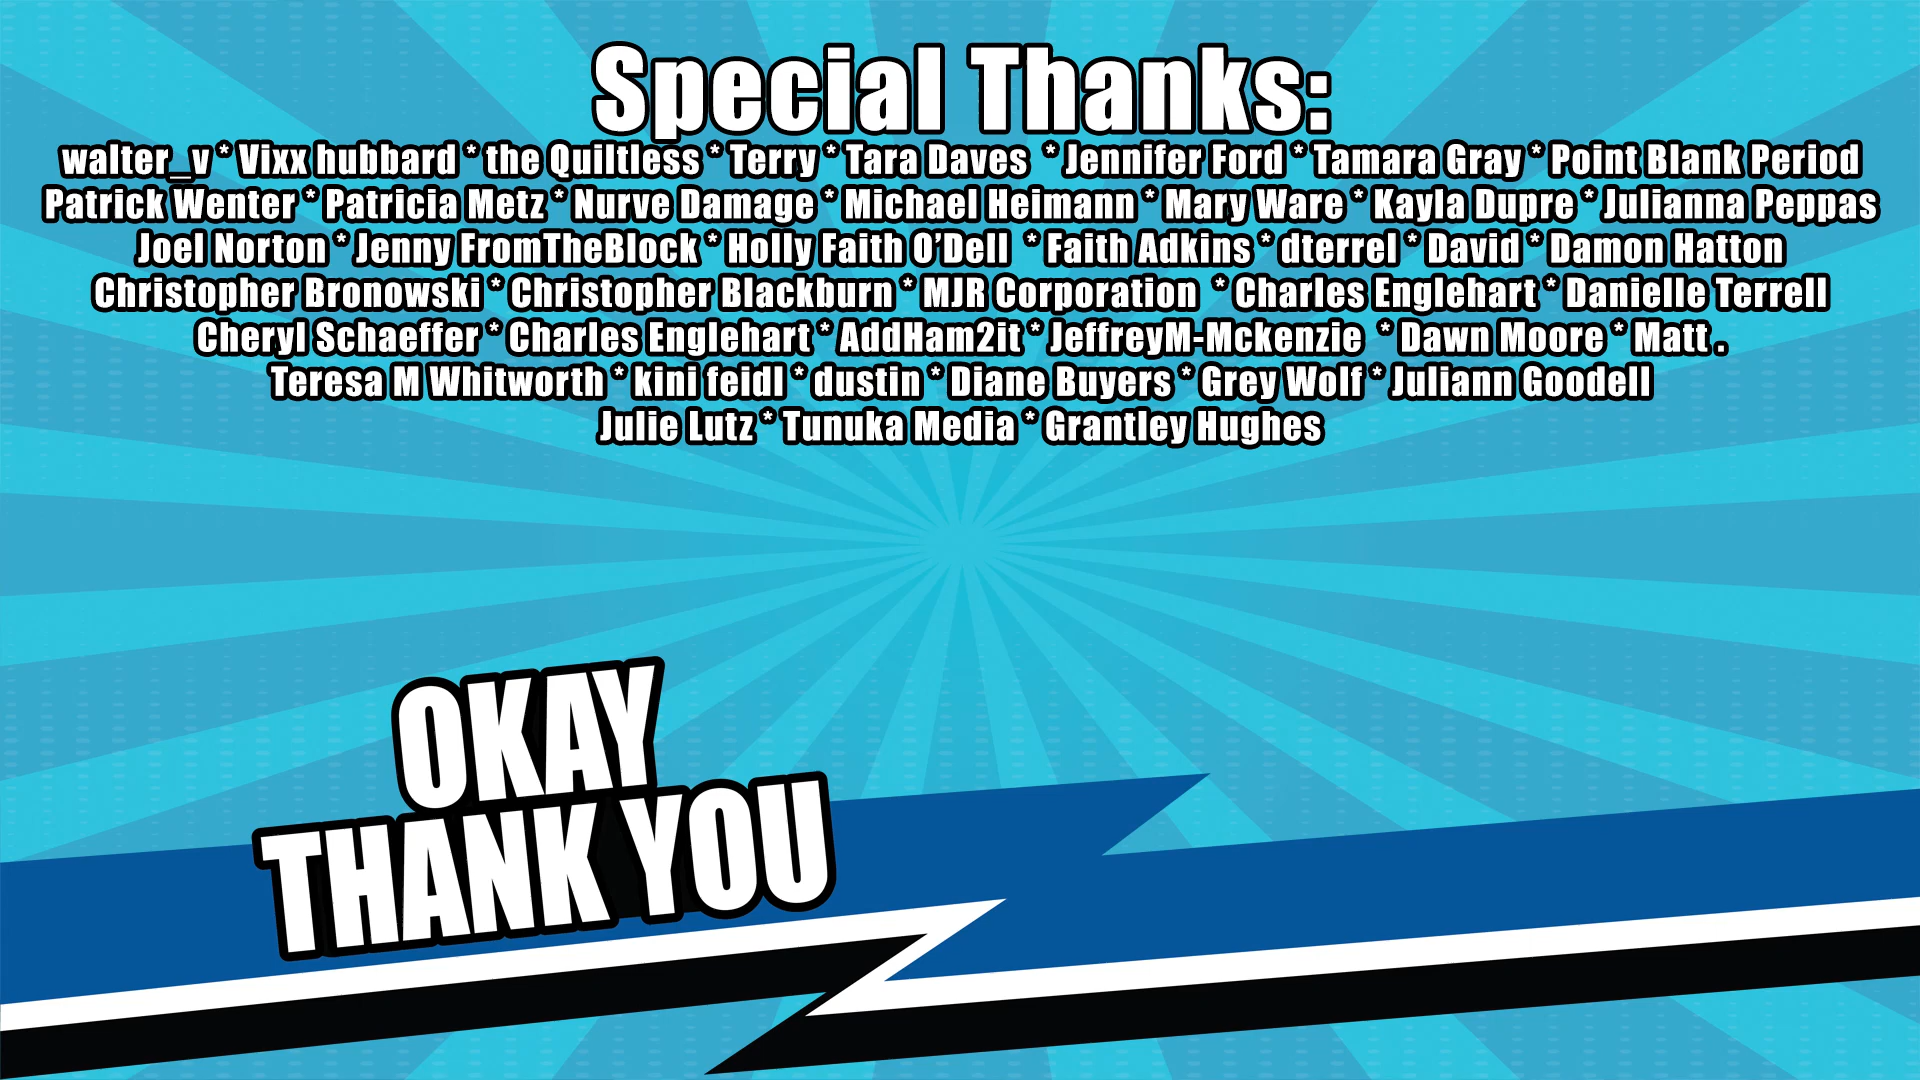 Special Thanks:
walter_v * Vixx hubbard * the Quiltless * Terry * Tara Daves * Jennifer Ford * Tamara Gray * Point Blank Period
Patrick Wenter * Patricia Metz * Nurve Damage * Michael Heimann * Mary Ware * Kayla Dupre * Julianna Peppas
Joel Norton * Jenny FromTheBlock * Holly Faith O’Dell * Faith Adkins * dterrel * David * Damon Hatton
Christopher Bronowski * Christopher Blackburn * MJR Corporation * Charles Englehart * Danielle Terrell
Cheryl Schaeffer * Charles Englehart * AddHam2it * JeffreyM-Mckenzie * Dawn Moore * Matt .
Teresa M Whitworth * kini feidl * dustin * Diane Buyers * Grey Wolf * Juliann Goodell
Julie Lutz * Tunuka Media * Grantley Hughes
OKAY
THANK YOU